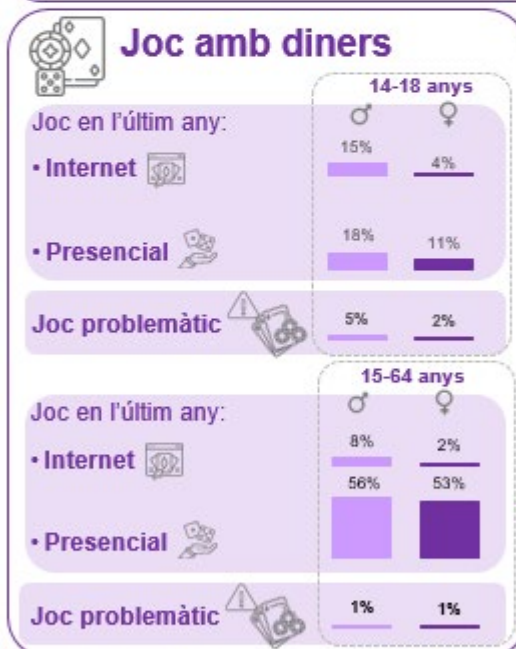 Joc amb diners
14-18 anys
♂ ♀
Joc en l'últim any:
• Internet 15% 4%
• Presencial 18% 11%
Joc problemàtic 5% 2%
15-64 anys
♂ ♀
Joc en l'últim any:
• Internet 8% 2%
• Presencial 56% 53%
Joc problemàtic 1% 1%